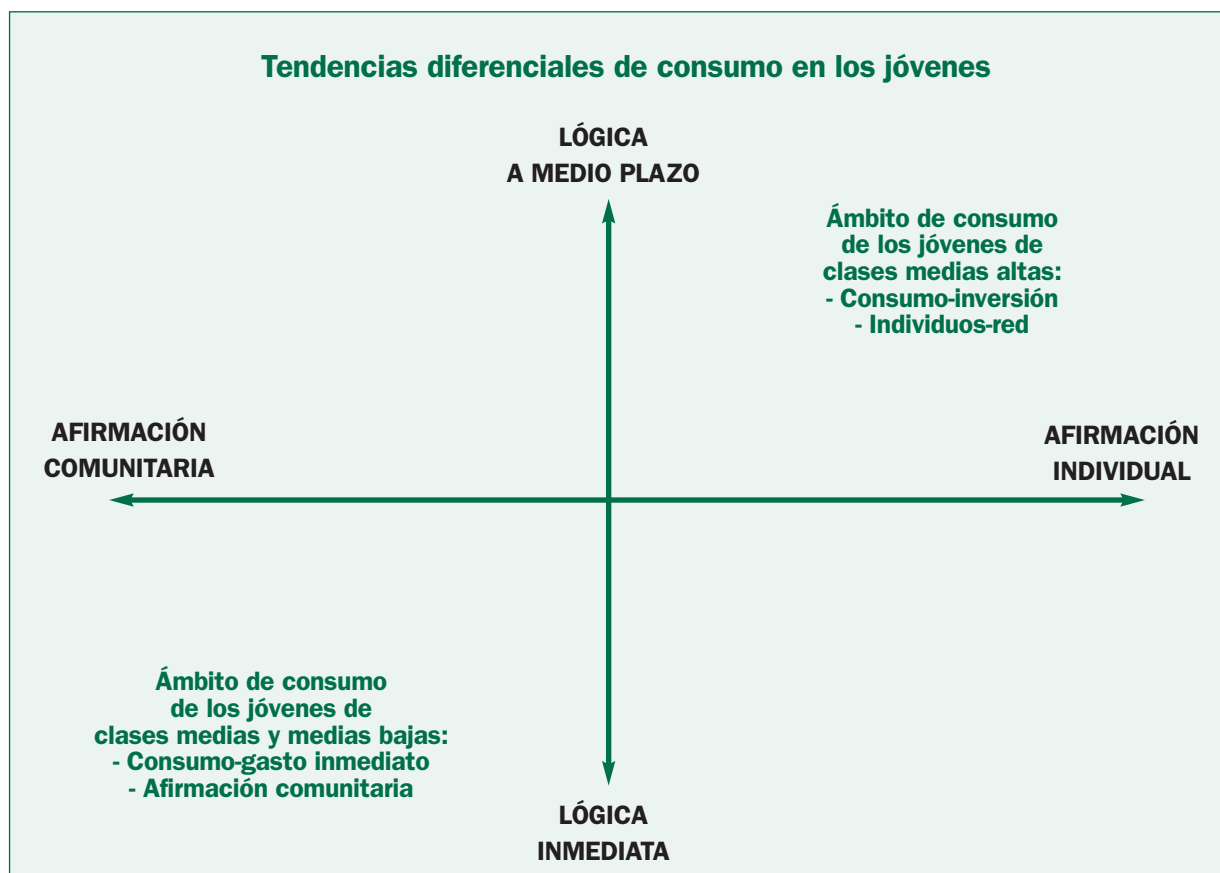 Tendencias diferenciales de consumo en los jóvenes
LÓGICA
A MEDIO PLAZO
Ámbito de consumo
de los jóvenes de
clases medias altas:
- Consumo-inversión
- Individuos-red
AFIRMACIÓN
COMUNITARIA
AFIRMACIÓN
INDIVIDUAL
Ámbito de consumo
de los jóvenes de
clases medias y medias bajas:
- Consumo-gasto inmediato
- Afirmación comunitaria
LÓGICA
INMEDIATA